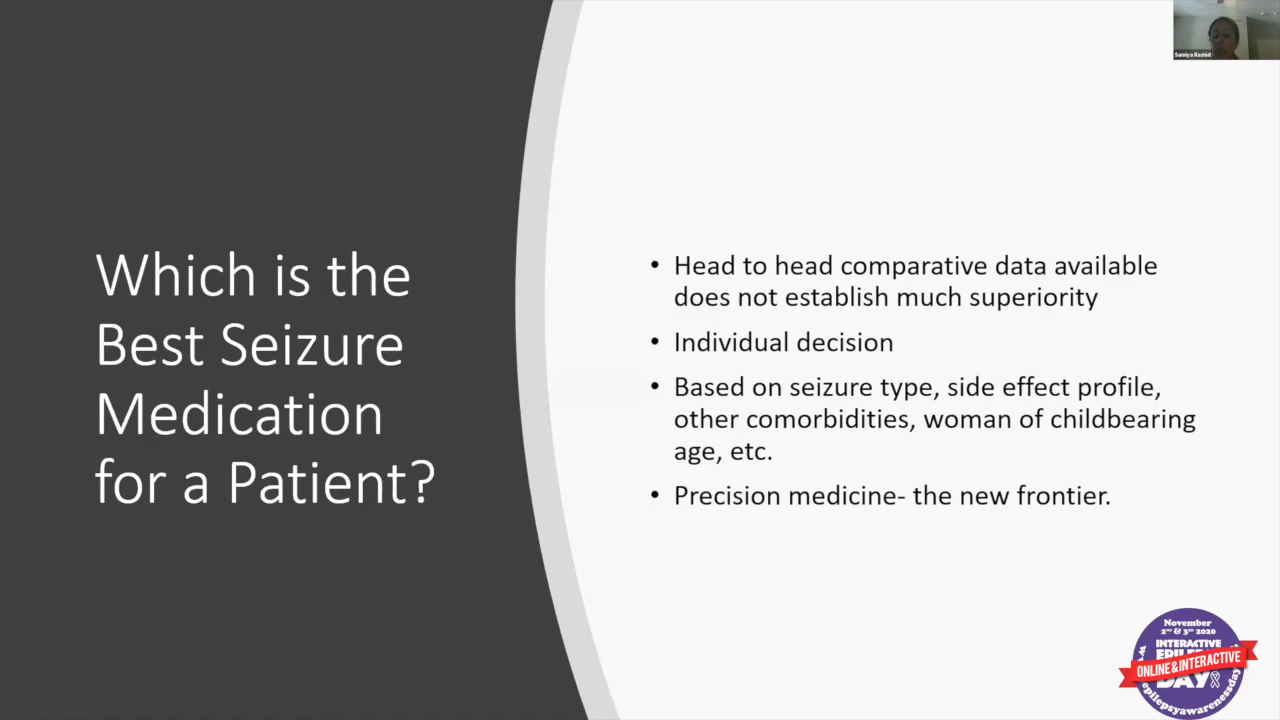 Samiya Rashid
Which is the
Best Seizure
Medication
for a Patient?
• Head to head comparative data available
does not establish much superiority
• Individual decision
• Based on seizure type, side effect profile,
other comorbidities, woman of childbearing
age, etc.
• Precision medicine- the new frontier.
November
2ND & 3RD 2020
INTERACTIVE
ONLINE & INTERACTIVE
DAY
epilepsyawarenessday